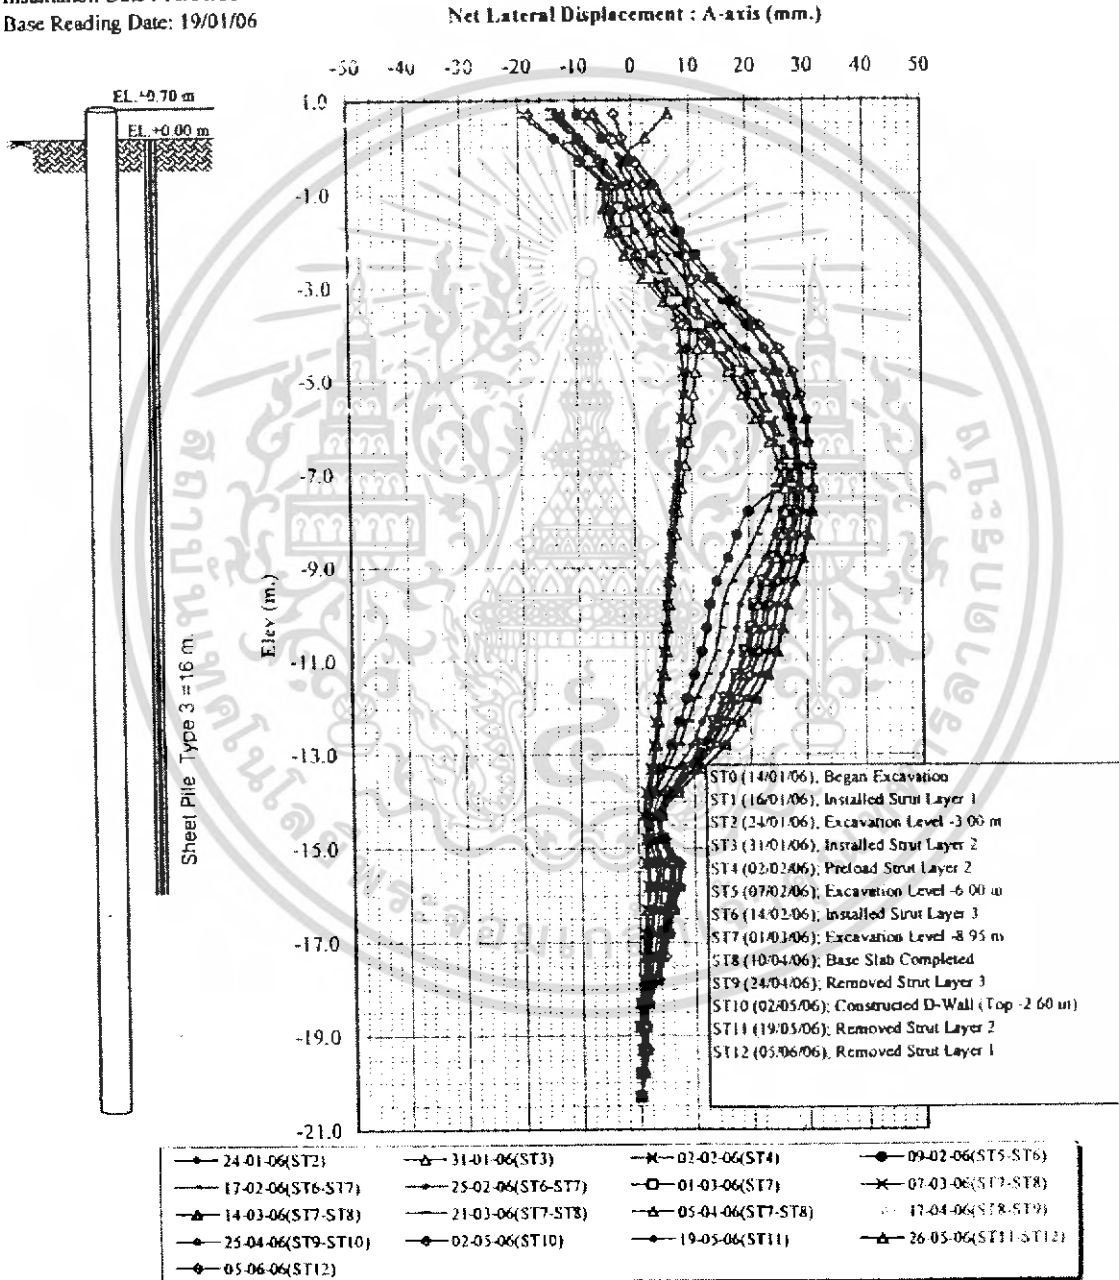 Base Reading Date: 19/01/06
Net Lateral Displacement : A-axis (mm.)
-50 -40 -30 -20 -10 0 10 20 30 40 50
EL.+0.70 m
EL.+0.00 m
1.0
-1.0
-3.0
-5.0
-7.0
-9.0
-11.0
-13.0
-15.0
-17.0
-19.0
-21.0
Elev (m.)
Sheet Pile Type 3 =16 m.
ST0 (14/01/06), Began Excavation
ST1 (16/01/06), Installed Strut Layer 1
ST2 (24/01/06), Excavation Level -3.00 m
ST3 (31/01/06), Installed Strut Layer 2
ST4 (02/02/06); Preload Strut Layer 2
ST5 (07/02/06); Excavation Level -6.00 m
ST6 (14/02/06); Installed Strut Layer 3
ST7 (01/03/06); Excavation Level -8.95 m
ST8 (10/04/06); Base Slab Completed
ST9 (24/04/06); Removed Strut Layer 3
ST10 (02/05/06); Constructed D-Wall (Top -2.60 m)
ST11 (19/05/06); Removed Strut Layer 2
ST12 (05/06/06), Removed Strut Layer 1
24-01-06(ST2) 31-01-06(ST3) 02-02-06(ST4) 09-02-06(ST5-ST6)
17-02-06(ST6-ST7) 25-02-06(ST6-ST7) 01-03-06(ST7) 07-03-06(ST7-ST8)
14-03-06(ST7-ST8) 21-03-06(ST7-ST8) 05-04-06(ST7-ST8) 17-04-06(ST8-ST9)
25-04-06(ST9-ST10) 02-05-06(ST10) 19-05-06(ST11) 26-05-06(ST11-ST12)
05-06-06(ST12)